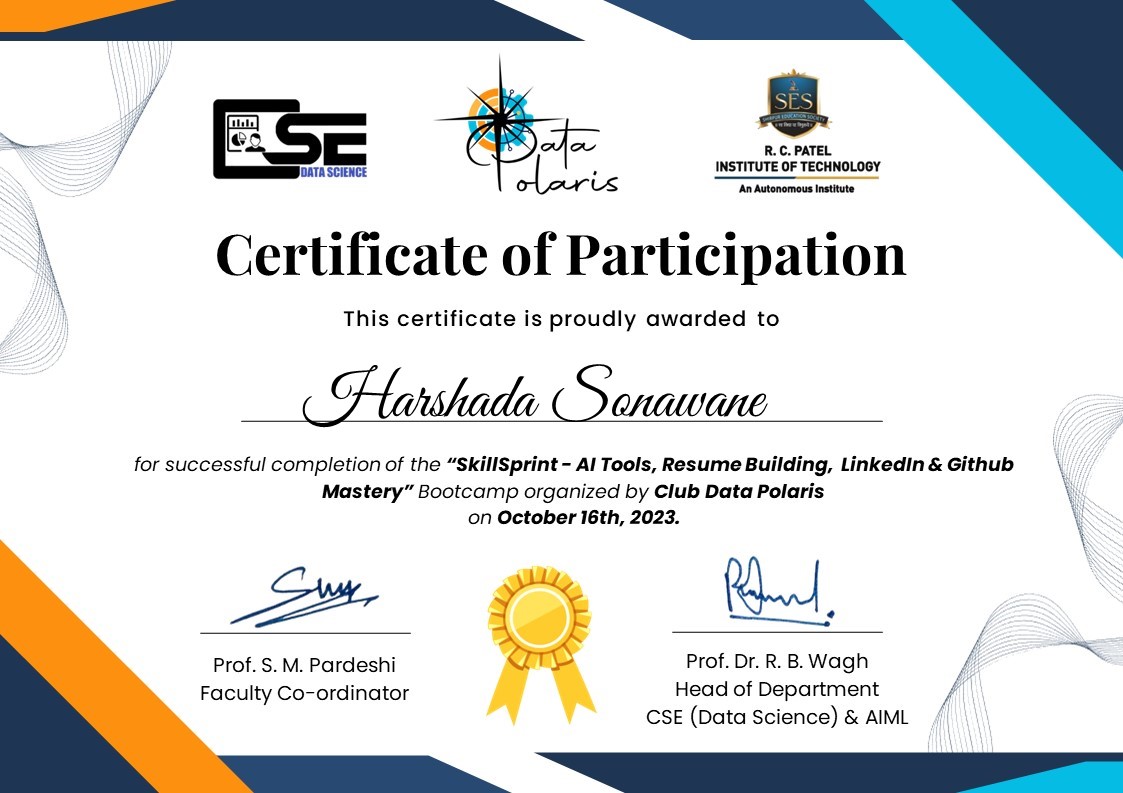 CSE
DATA SCIENCE
Data
Polaris
SES
SHIRPUR EDUCATION SOCIETY
R. C. PATEL
INSTITUTE OF TECHNOLOGY
An Autonomous Institute
Certificate of Participation
This certificate is proudly awarded to
Harshada Sonawane
for successful completion of the “SkillSprint - AI Tools, Resume Building, LinkedIn & Github
Mastery” Bootcamp organized by Club Data Polaris
on October 16th, 2023.
Prof. S. M. Pardeshi
Faculty Co-ordinator
Prof. Dr. R. B. Wagh
Head of Department
CSE (Data Science) & AIML